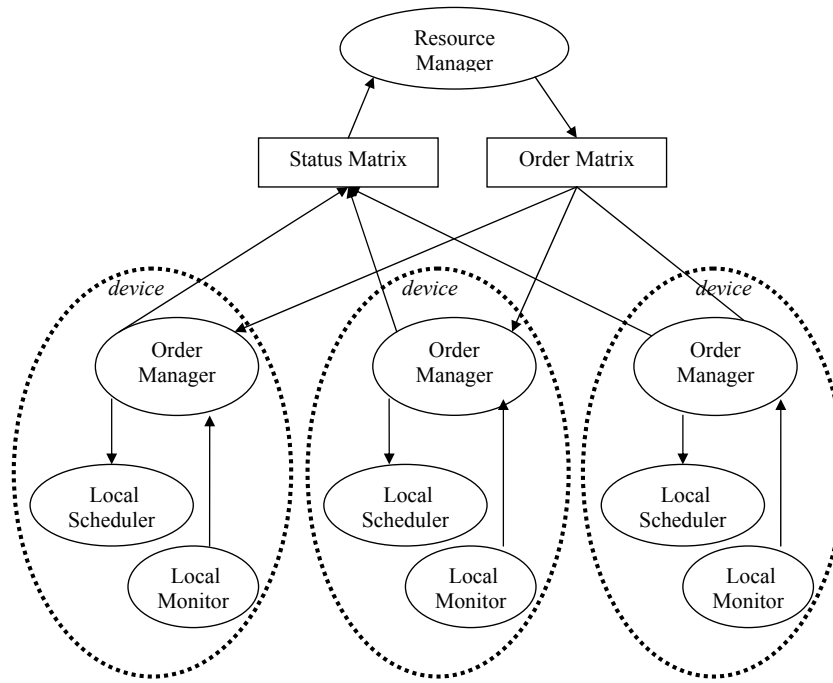 Resource
Manager
Status Matrix
Order Matrix
device
device
device
Order
Manager
Order
Manager
Order
Manager
Local
Scheduler
Local
Scheduler
Local
Scheduler
Local
Monitor
Local
Monitor
Local
Monitor